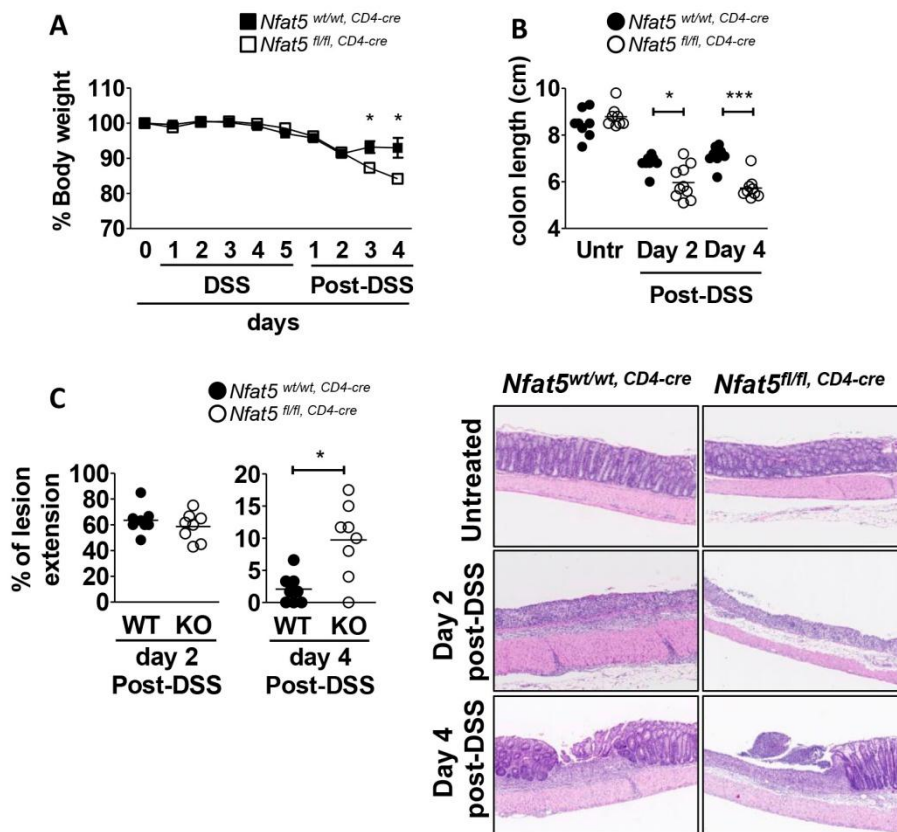 A
Nfat5 wt/wt, CD4-cre
Nfat5 fl/fl, CD4-cre
% Body weight
110
100
90
80
70
* *
0 1 2 3 4 5 1 2 3 4
DSS Post-DSS
days
B
Nfat5 wt/wt, CD4-cre
Nfat5 fl/fl, CD4-cre
colon length (cm)
10
8
6
4
* ***
Untr Day 2 Day 4
Post-DSS
C
Nfat5 wt/wt, CD4-cre
Nfat5 fl/fl, CD4-cre
% of lesion
extension
100
80
60
40
20
0
WT KO
day 2
Post-DSS
20
15
10
5
0
*
WT KO
day 4
Post-DSS
Nfat5wt/wt, CD4-cre Nfat5fl/fl, CD4-cre
Untreated
Day 2
post-DSS
Day 4
post-DSS